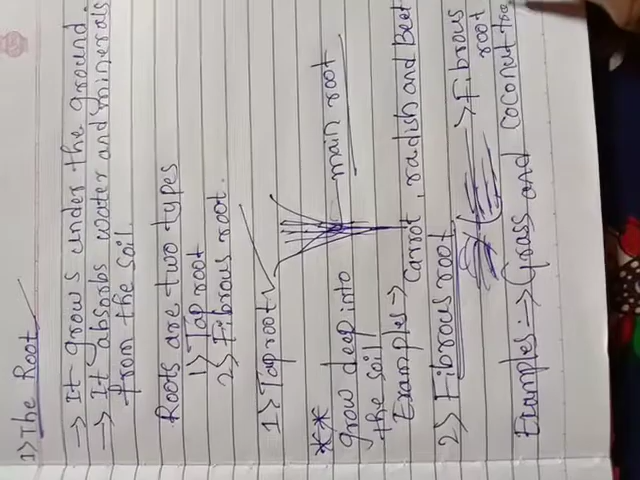 1) The Root
→ It grows under the ground.
→ It absorbs water and minerals
from the soil.
Roots are two types
1) Tap root
2) Fibrous root.
1) Tap root
main root
** grow deep into
the soil
Examples → Carrot, radish and Beet
2) Fibrous root
→ Fibrous
root
Examples → Grass and coconut tree